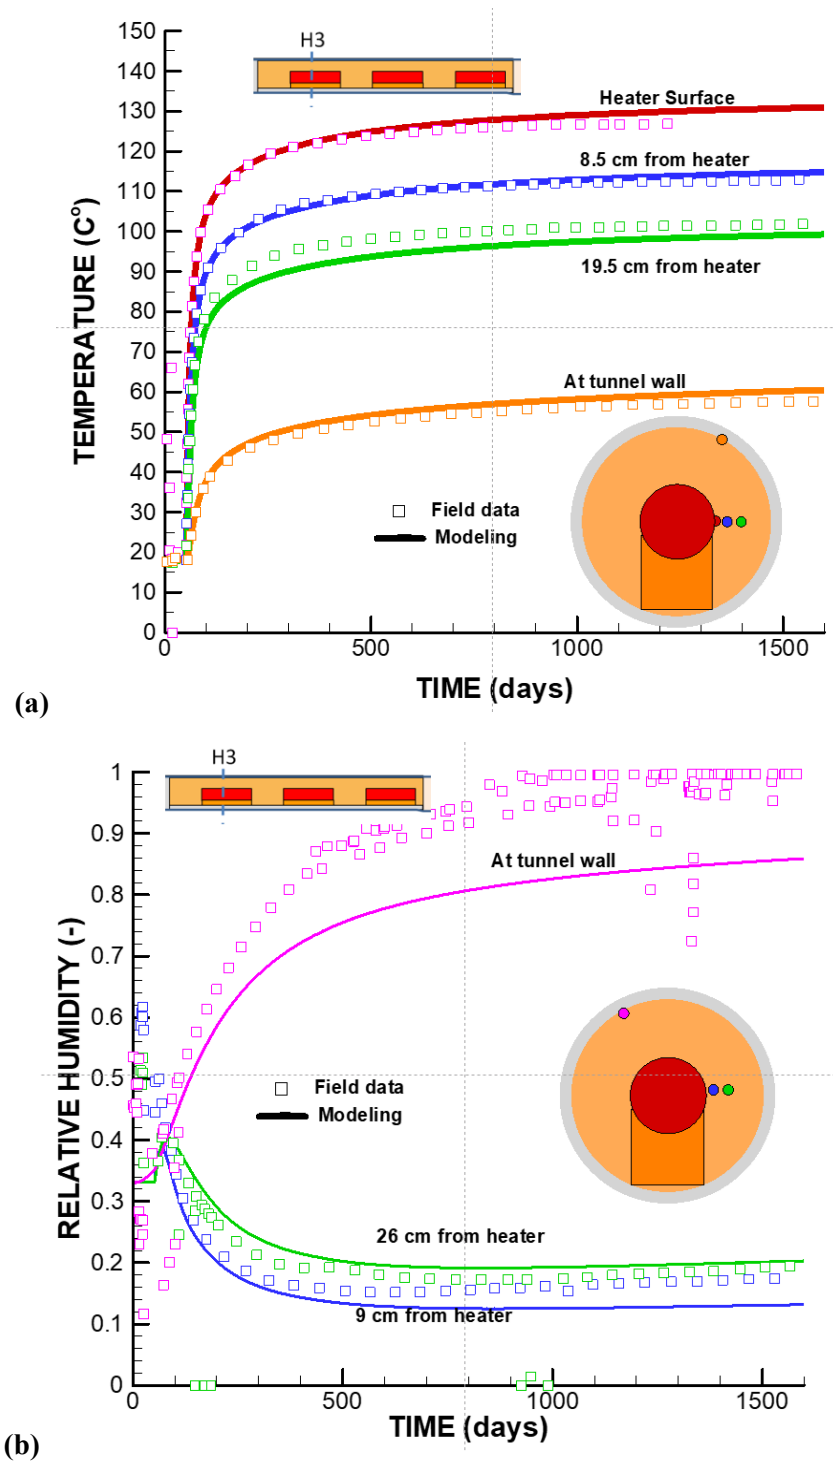 150
H3
140
130
Heater Surface
120
8.5 cm from heater
110
100
90
19.5 cm from heater
80
70
At tunnel wall
60
50
40
30
Field data
Modeling
20
10
0
500
1000
1500
TEMPERATURE (Cº)
TIME (days)
(a)
H3
1
0.9
At tunnel wall
0.8
0.7
0.6
0.5
Field data
Modeling
0.4
0.3
26 cm from heater
0.2
9 cm from heater
0.1
0
0
500
1000
1500
RELATIVE HUMIDITY (-)
TIME (days)
(b)